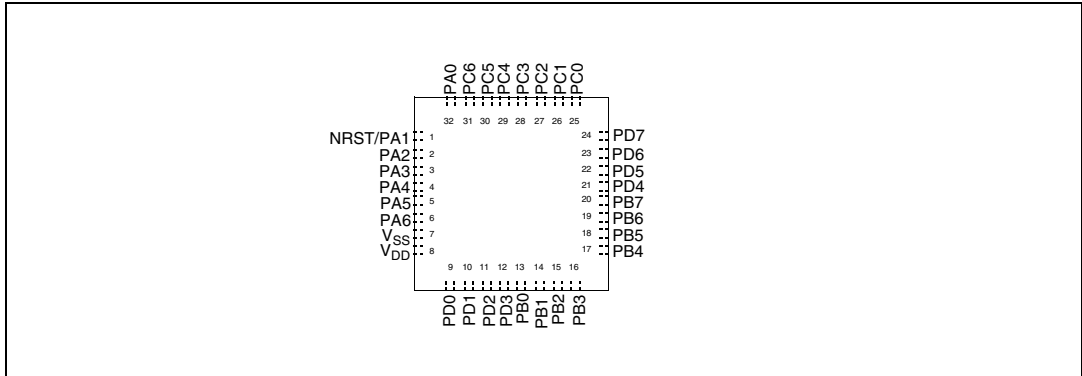 PA0 PC6 PC5 PC4 PC3 PC2 PC1 PC0
32 31 30 29 28 27 26 25
NRST/PA1 1 24 PD7
PA2 2 23 PD6
PA3 3 22 PD5
PA4 4 21 PD4
PA5 5 20 PB7
PA6 6 19 PB6
VSS 7 18 PB5
VDD 8 17 PB4
9 10 11 12 13 14 15 16
PD0 PD1 PD2 PD3 PB0 PB1 PB2 PB3